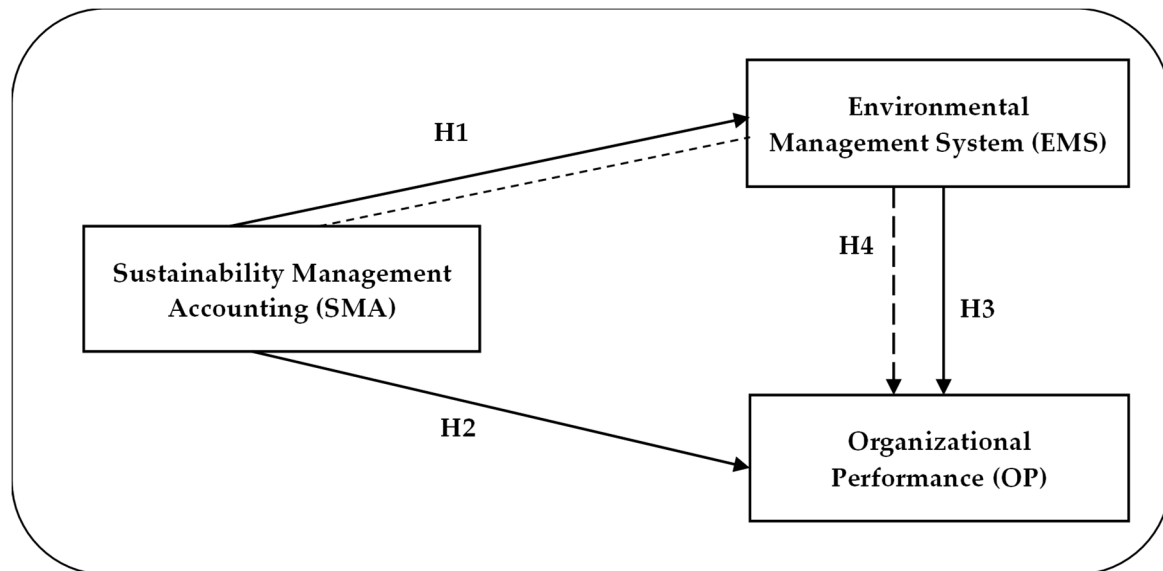 H1
Environmental
Management System (EMS)
Sustainability Management
Accounting (SMA)
H4
H3
H2
Organizational
Performance (OP)